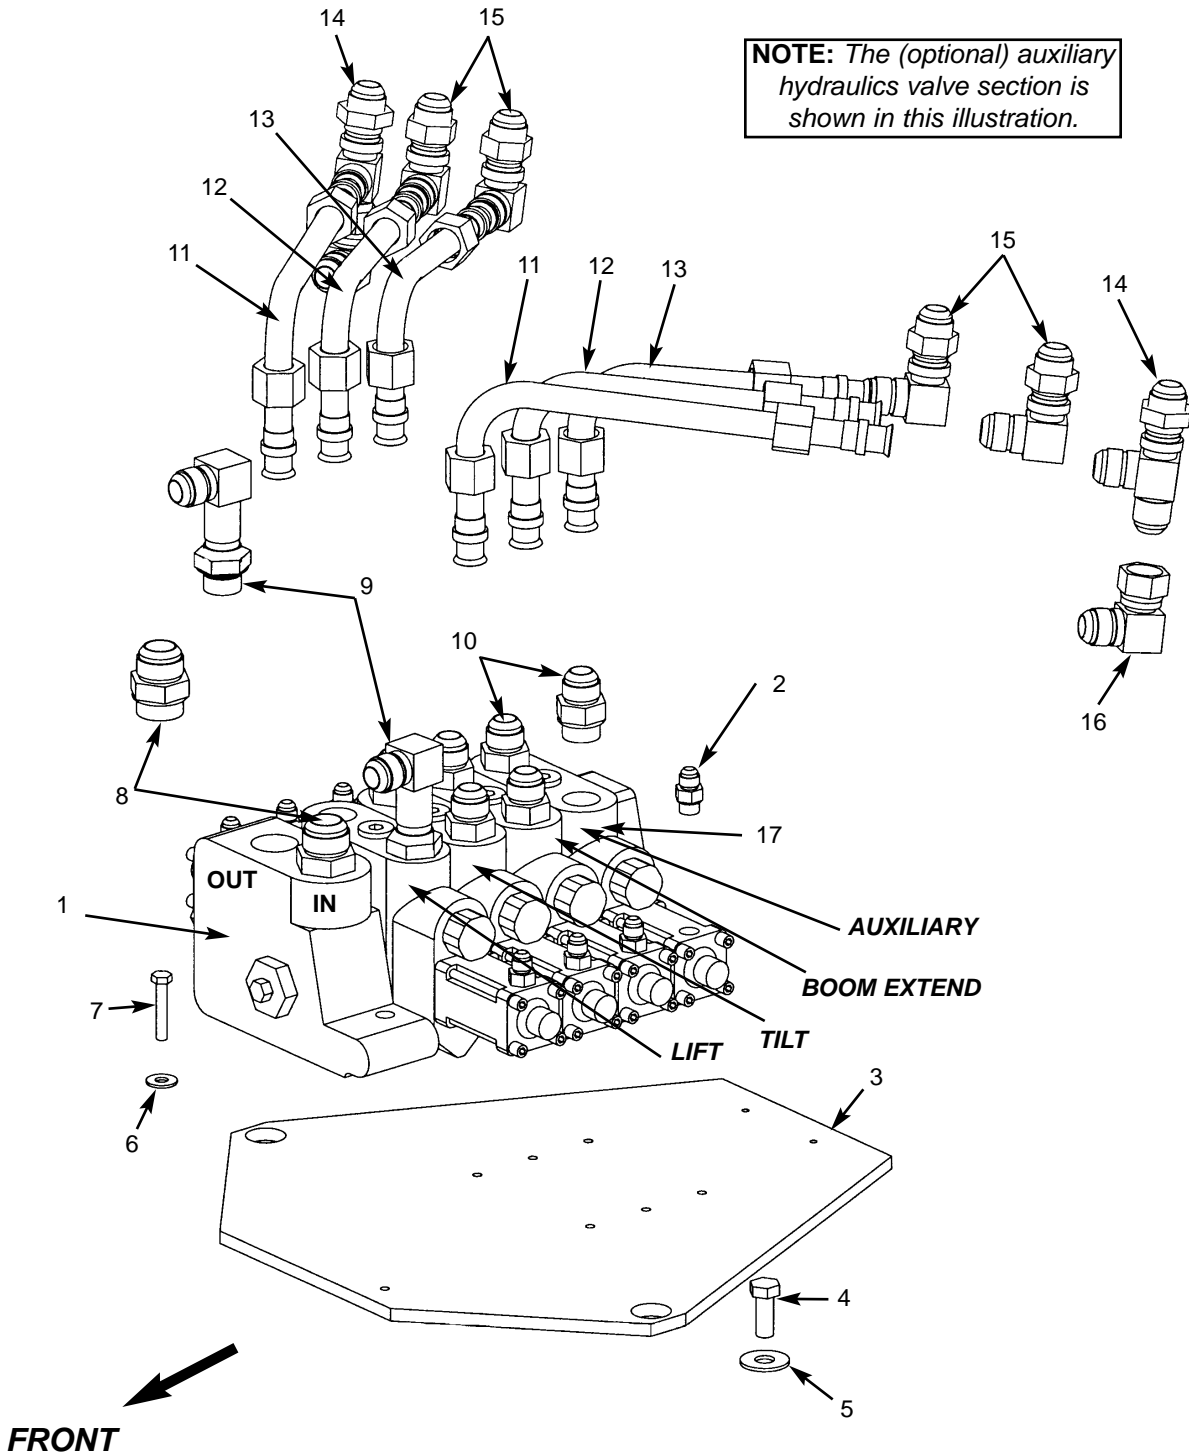 14
15
NOTE: The (optional) auxiliary
hydraulics valve section is
shown in this illustration.
13
12
11
15
11
12
13
14
9
10
2
16
8
17
OUT
IN
1
AUXILIARY
BOOM EXTEND
7
TILT
LIFT
3
6
4
5
FRONT